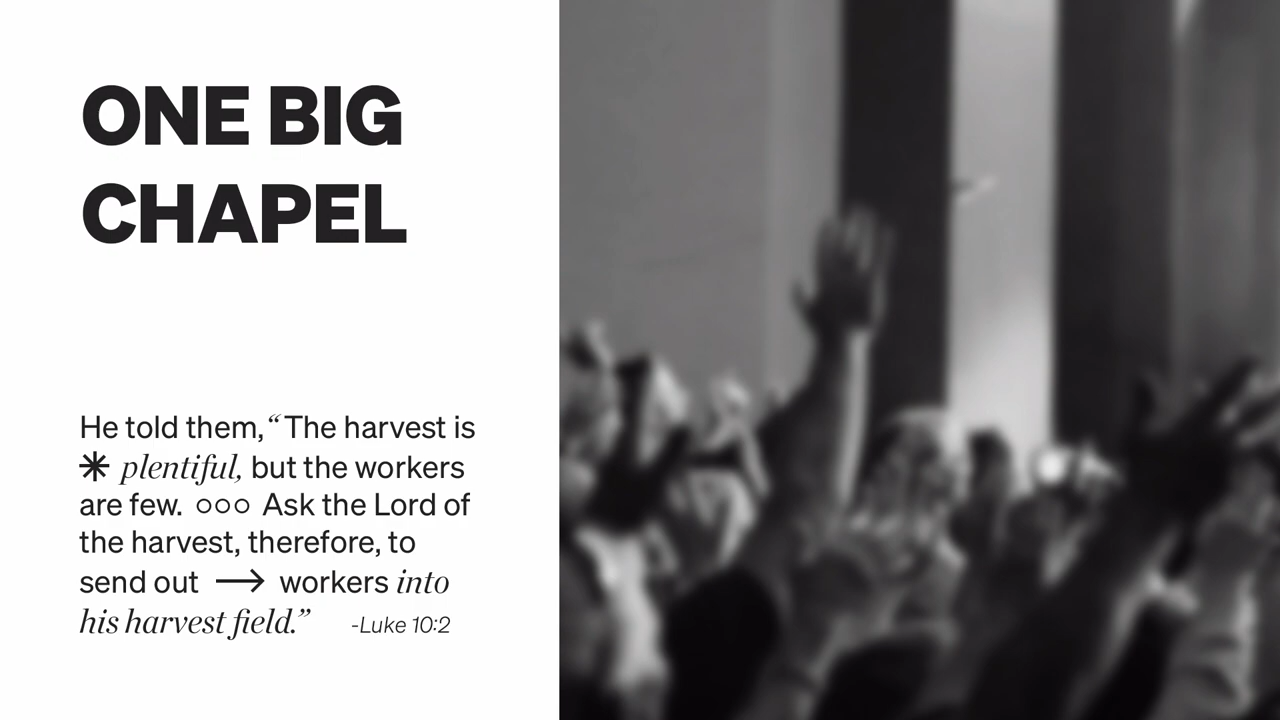 ONE BIG
CHAPEL
He told them, “The harvest is
✳ plentiful, but the workers
are few. ○○○ Ask the Lord of
the harvest, therefore, to
send out → workers into
his harvest field.” -Luke 10:2